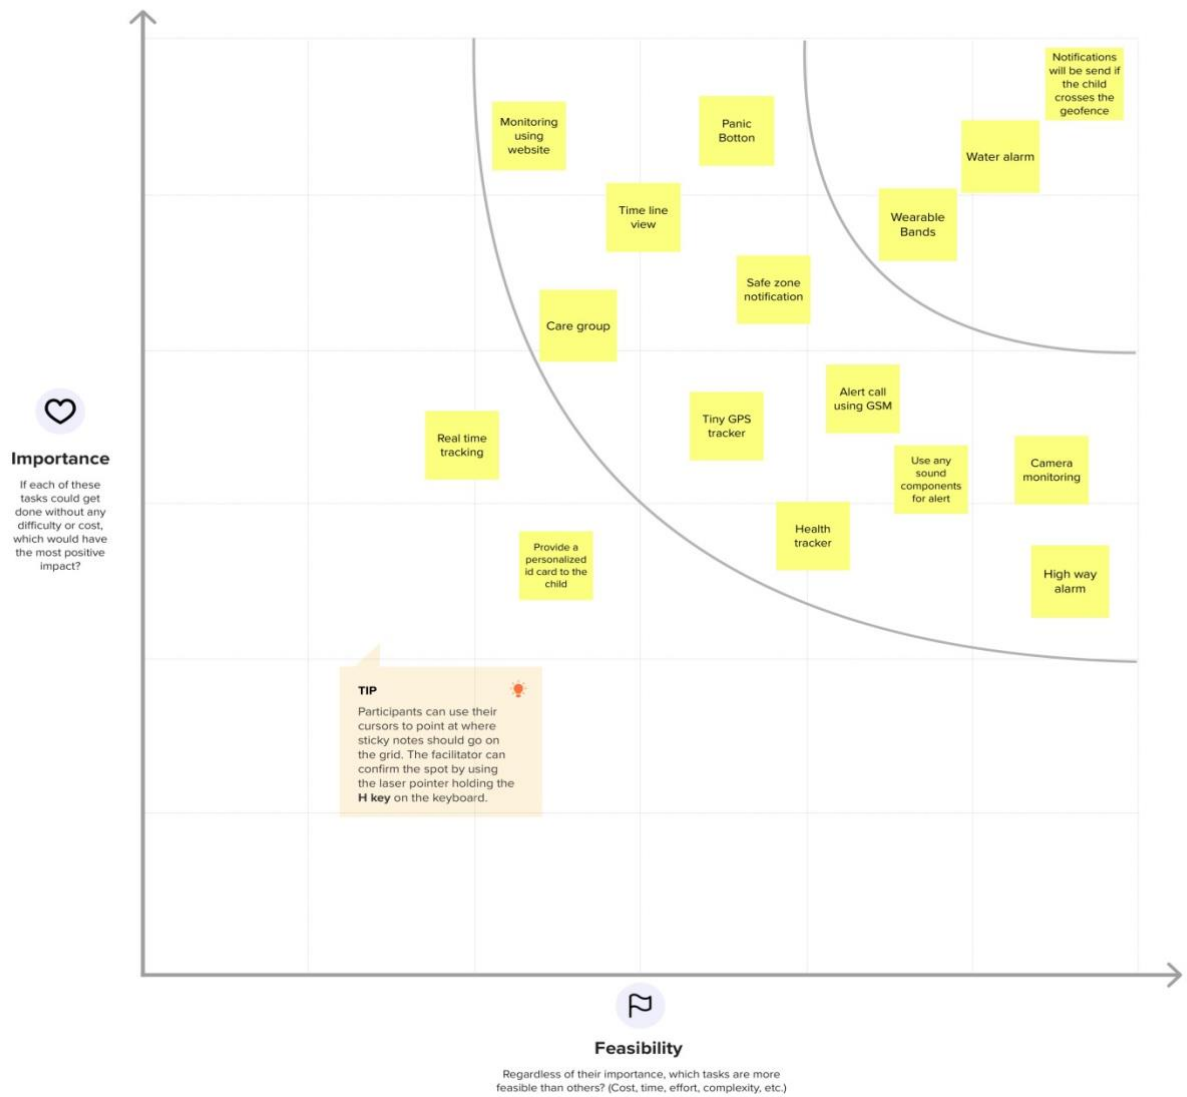 Notifications
will be send if
the child
crosses the
geofence
Monitoring
using
website
Panic
Botton
Water alarm
Time line
view
Wearable
Bands
Safe zone
notification
Care group
Alert call
using GSM
Tiny GPS
tracker
Real time
tracking
Use any
sound
components
for alert
Camera
monitoring
Health
tracker
Provide a
personalized
id card to the
child
High way
alarm
Importance
If each of these
tasks could get
done without any
difficulty or cost,
which would have
the most positive
impact?
TIP
Participants can use their
cursors to point at where
sticky notes should go on
the grid. The facilitator can
confirm the spot by using
the laser pointer holding the
H key on the keyboard.
Feasibility
Regardless of their importance, which tasks are more
feasible than others? (Cost, time, effort, complexity, etc.)